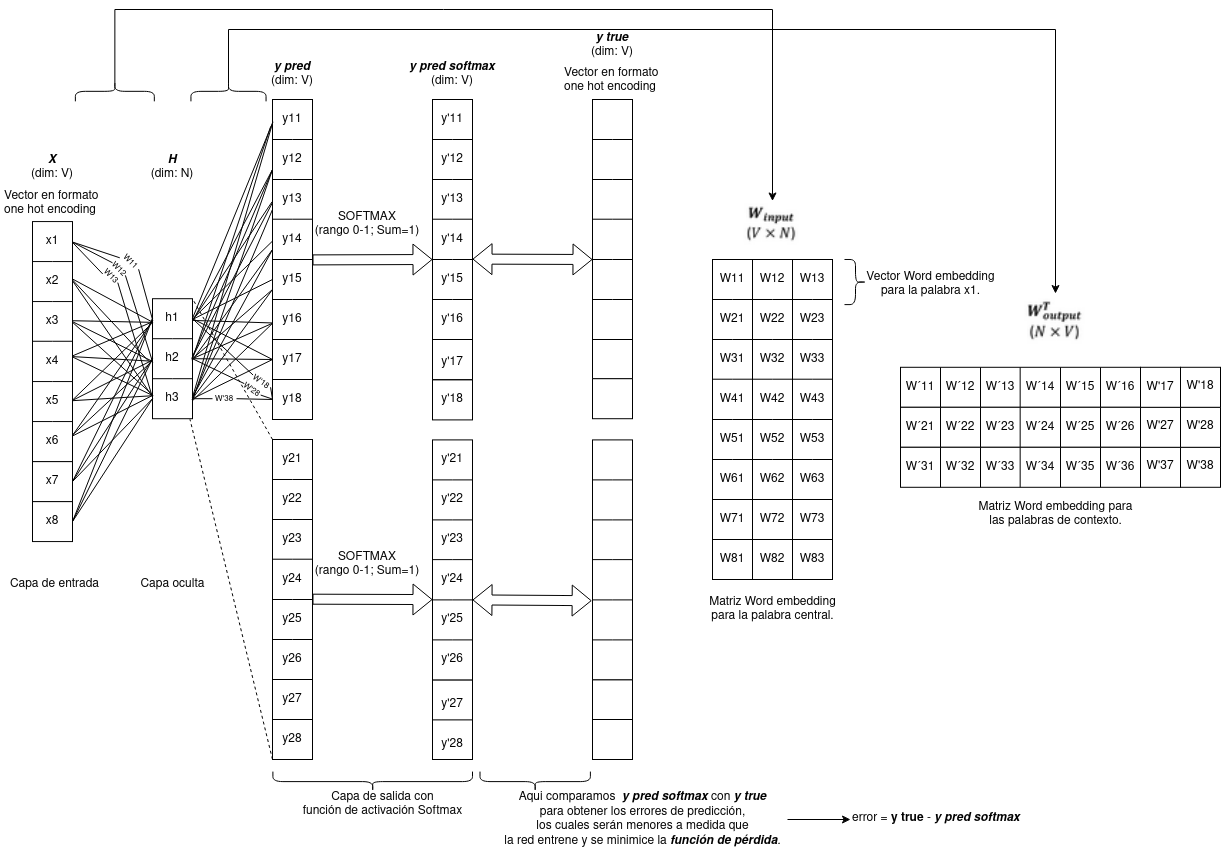 y true
(dim: V)
Vector en formato
one hot encoding
y pred
(dim: V)
y pred softmax
(dim: V)
X
(dim: V)
Vector en formato
one hot encoding
H
(dim: N)
x1
x2
x3
x4
x5
x6
x7
x8
W11
W12
W13
h1
h2
h3
W'18
W'28
W'38
y11
y12
y13
y14
y15
y16
y17
y18
SOFTMAX
(rango 0-1; Sum=1)
y'11
y'12
y'13
y'14
y'15
y'16
y'17
y'18
y21
y22
y23
y24
y25
y26
y27
y28
SOFTMAX
(rango 0-1; Sum=1)
y'21
y'22
y'23
y'24
y'25
y'26
y'27
y'28
Capa de entrada
Capa oculta
Capa de salida con
función de activación Softmax
Aqui comparamos y pred softmax con y true
para obtener los errores de predicción,
los cuales serán menores a medida que
la red entrene y se minimice la función de pérdida.
error = y true - y pred softmax
W input
(V × N)
W11 W12 W13
W21 W22 W23
W31 W32 W33
W41 W42 W43
W51 W52 W53
W61 W62 W63
W71 W72 W73
W81 W82 W83
Vector Word embedding
para la palabra x1.
Matriz Word embedding
para la palabra central.
W T output
(N × V)
W´11 W´12 W´13 W´14 W´15 W´16 W'17 W'18
W´21 W´22 W´23 W´24 W´25 W´26 W'27 W'28
W´31 W´32 W´33 W´34 W´35 W´36 W'37 W'38
Matriz Word embedding para
las palabras de contexto.